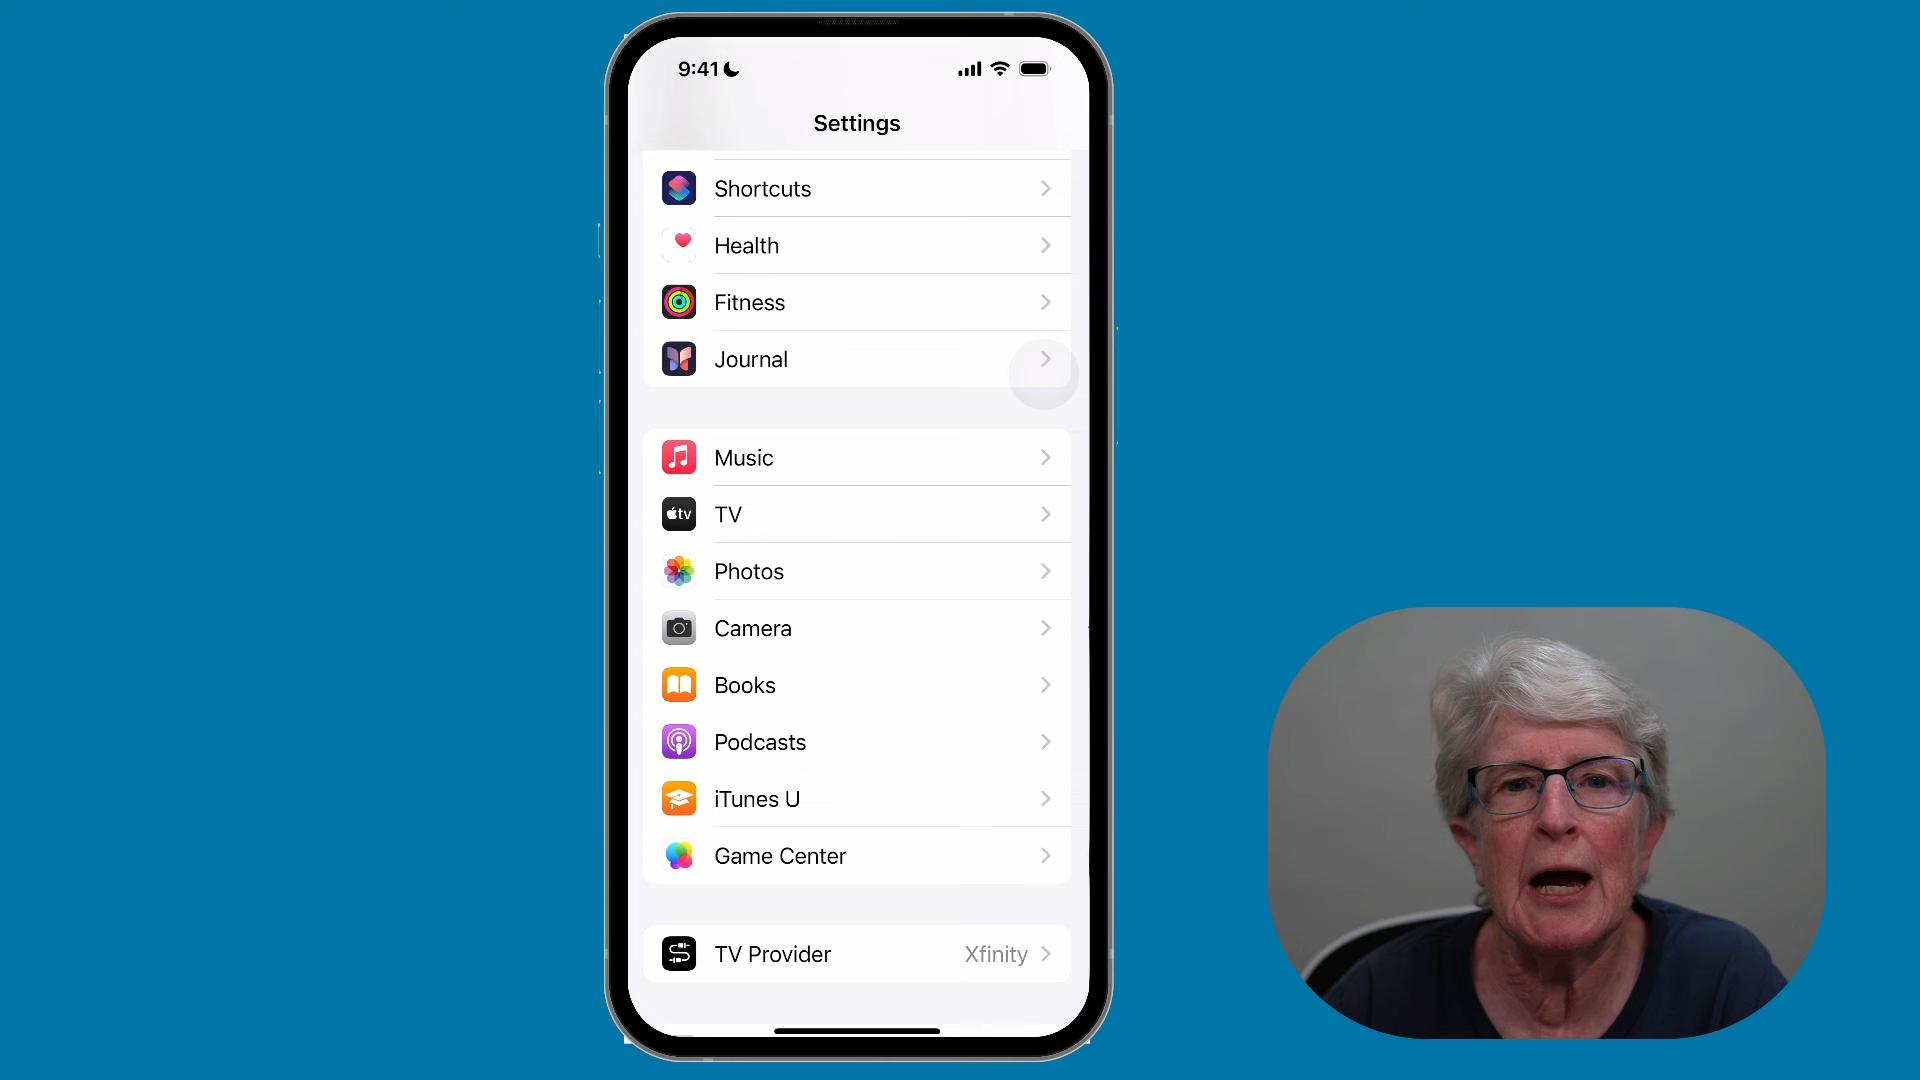 9:41
Settings
Shortcuts
Health
Fitness
Journal
Music
tv TV
Photos
Camera
Books
Podcasts
iTunes U
Game Center
TV Provider Xfinity